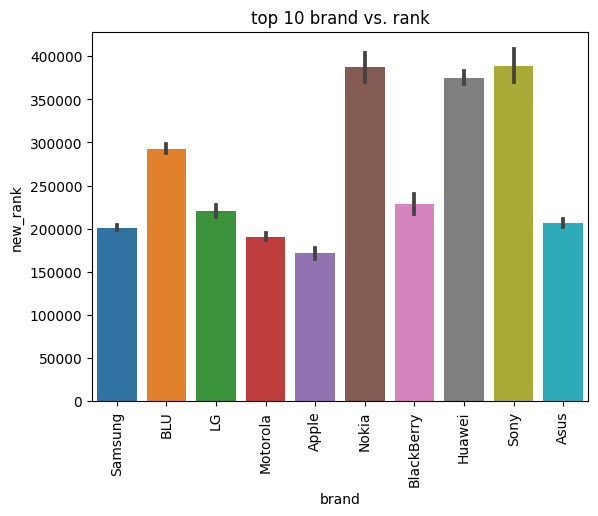 top 10 brand vs. rank
new_rank
400000
350000
300000
250000
200000
150000
100000
50000
0
Samsung
BLU
LG
Motorola
Apple
Nokia
BlackBerry
Huawei
Sony
Asus
brand